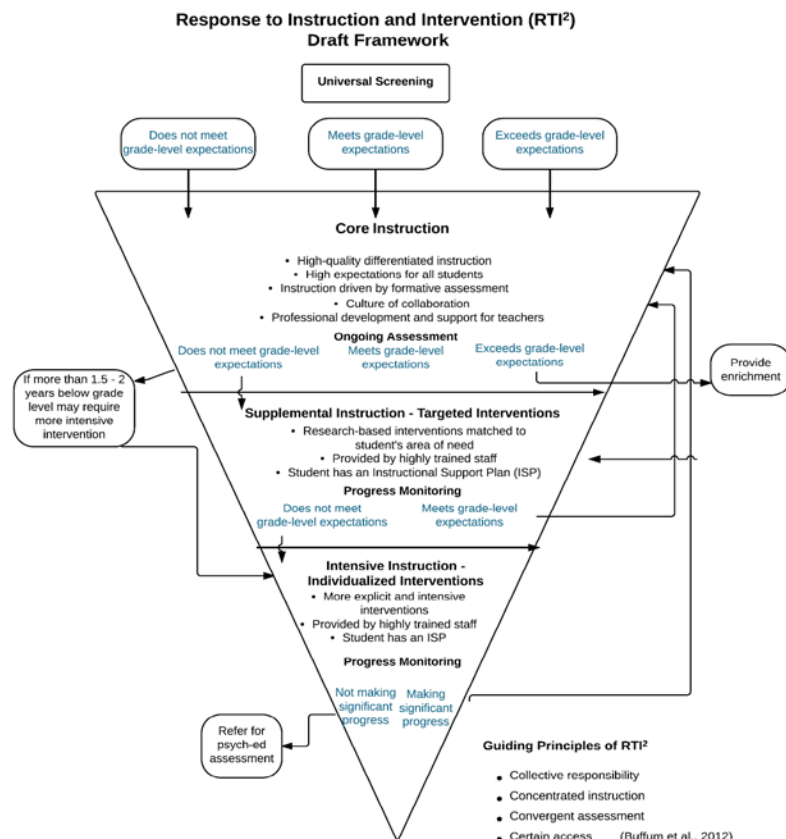 Response to Instruction and Intervention (RTI²)
Draft Framework
Universal Screening
Does not meet
grade-level expectations
Meets grade-level
expectations
Exceeds grade-level
expectations
Core Instruction
• High-quality differentiated instruction
• High expectations for all students
• Instruction driven by formative assessment
• Culture of collaboration
• Professional development and support for teachers
Ongoing Assessment
Does not meet grade-level
expectations
Meets grade-level
expectations
Exceeds grade-level
expectations
Provide
enrichment
If more than 1.5 - 2
years below grade
level may require
more intensive
intervention
Supplemental Instruction - Targeted Interventions
• Research-based interventions matched to
student's area of need
• Provided by highly trained staff
• Student has an Instructional Support Plan (ISP)
Progress Monitoring
Does not meet
grade-level expectations
Meets grade-level
expectations
Intensive Instruction -
Individualized Interventions
• More explicit and intensive
interventions
• Provided by highly trained staff
• Student has an ISP
Progress Monitoring
Not making
significant
progress
Making
significant
progress
Refer for
psych-ed
assessment
Guiding Principles of RTI²
• Collective responsibility
• Concentrated instruction
• Convergent assessment
• Certain access (Buffum et al., 2012)